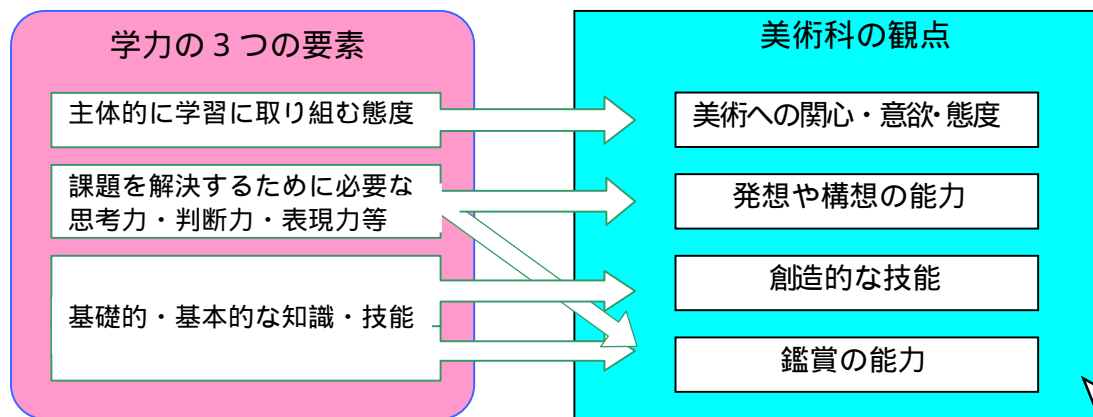 学力の３つの要素
主体的に学習に取り組む態度
課題を解決するために必要な
思考力・判断力・表現力等
基礎的・基本的な知識・技能
美術科の観点
美術への関心・意欲・態度
発想や構想の能力
創造的な技能
鑑賞の能力